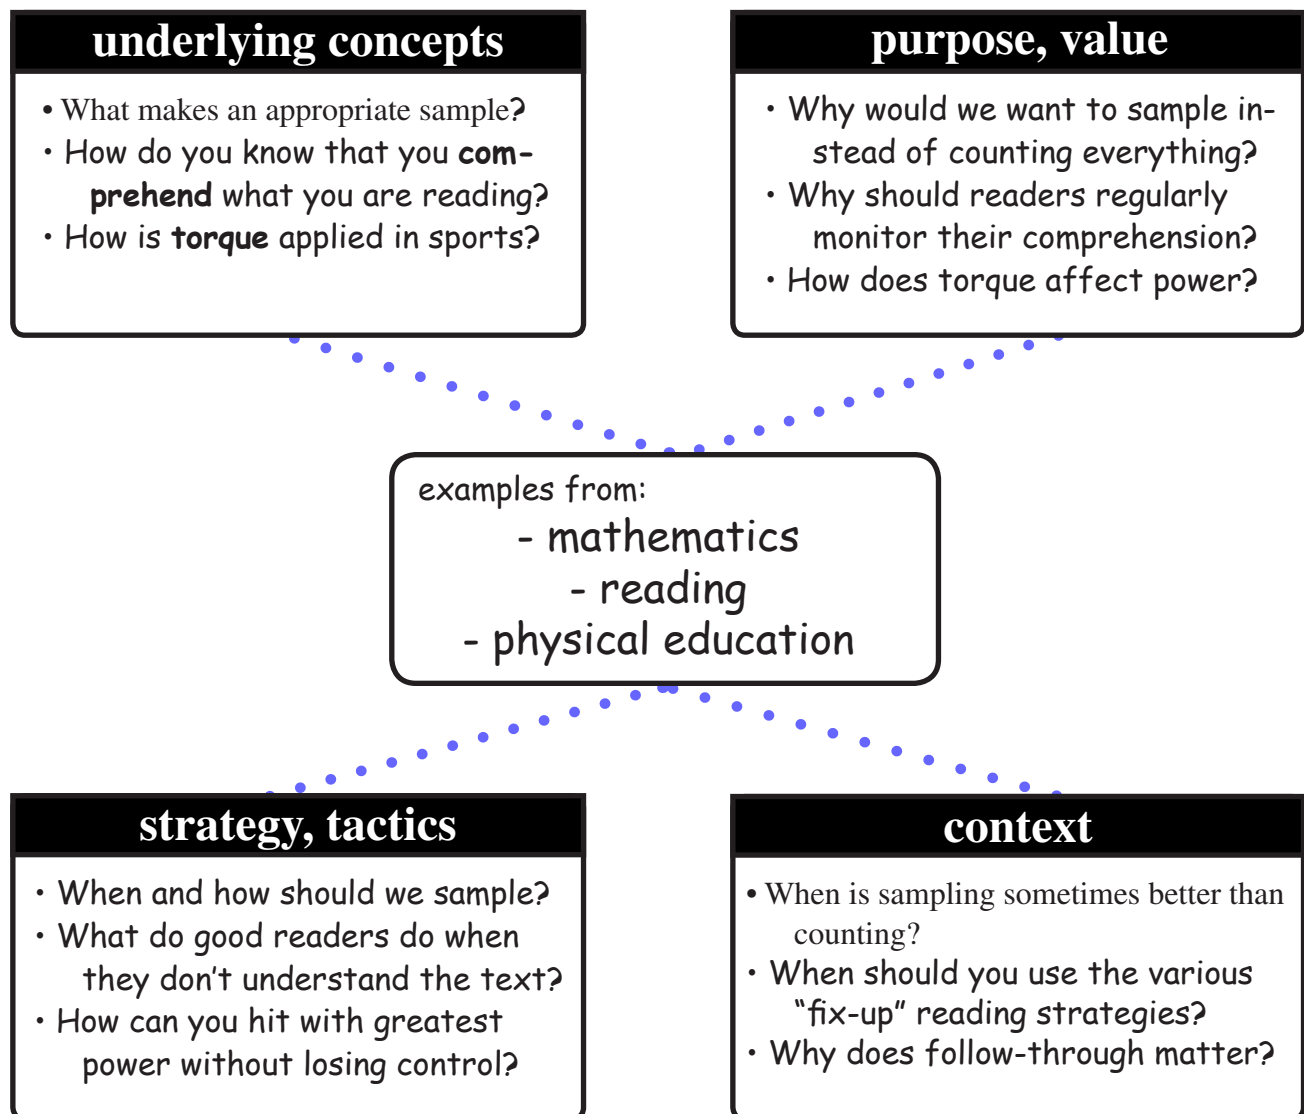 underlying concepts
• What makes an appropriate sample?
• How do you know that you com-
prehend what you are reading?
• How is torque applied in sports?
purpose, value
• Why would we want to sample in-
stead of counting everything?
• Why should readers regularly
monitor their comprehension?
• How does torque affect power?
examples from:
- mathematics
- reading
- physical education
strategy, tactics
• When and how should we sample?
• What do good readers do when
they don't understand the text?
• How can you hit with greatest
power without losing control?
context
• When is sampling sometimes better than
counting?
• When should you use the various
“fix-up” reading strategies?
• Why does follow-through matter?